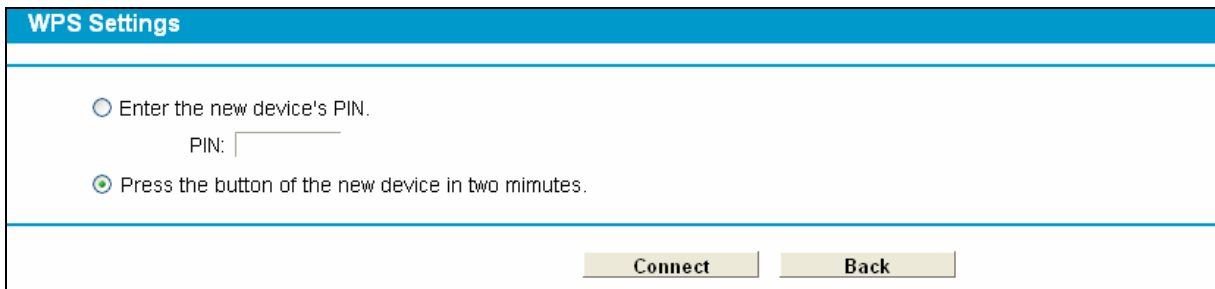 WPS Settings
Enter the new device's PIN.
PIN:
Press the button of the new device in two mimutes.
Connect Back